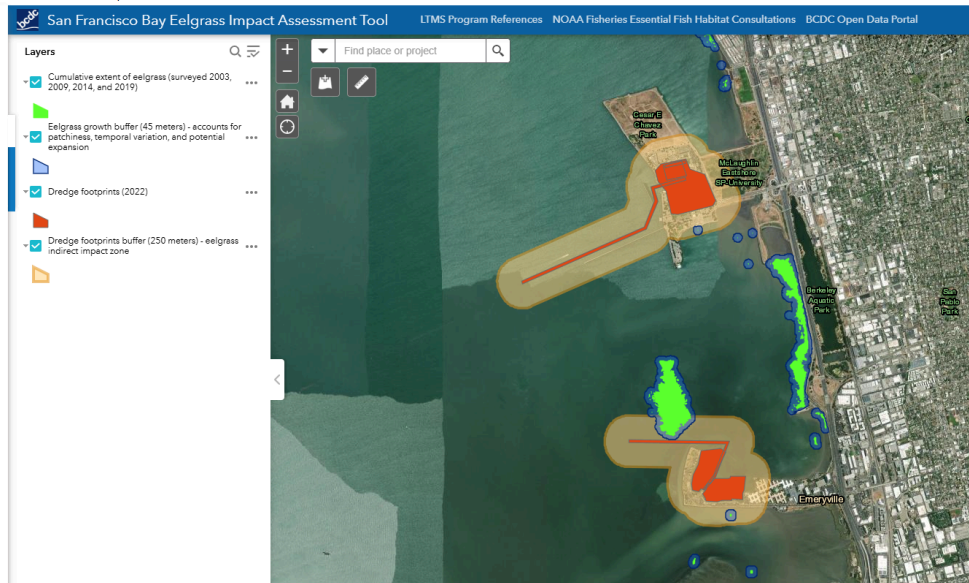 bcdc
San Francisco Bay Eelgrass Impact Assessment Tool
LTMS Program References
NOAA Fisheries Essential Fish Habitat Consultations
BCDC Open Data Portal
Layers
Cumulative extent of eelgrass (surveyed 2003,
2009, 2014, and 2019)
Eelgrass growth buffer (45 meters) - accounts for
patchiness, temporal variation, and potential
expansion
Dredge footprints (2022)
Dredge footprints buffer (250 meters) - eelgrass
indirect impact zone
+
Find place or project
−
Cesar E
Chavez
Park
McLaughlin
Eastshore
SP-University
Berkeley
Aquatic
Park
San
Pablo
Park
Emeryville